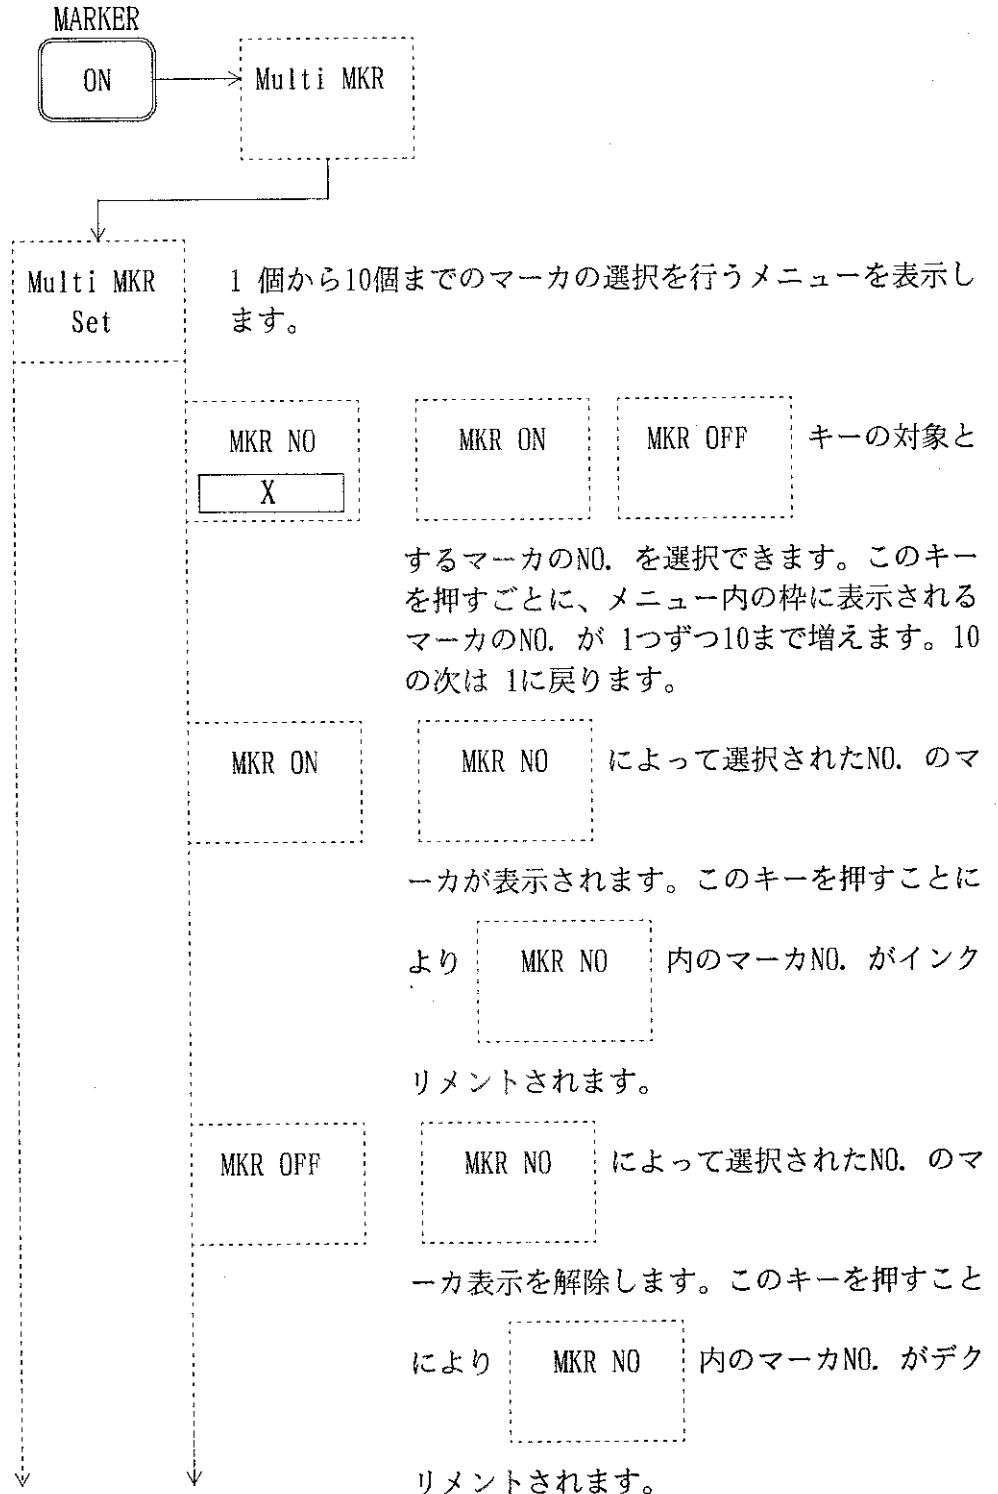 MARKER
ON
Multi MKR
Multi MKR
Set
1 個から10個までのマーカの選択を行うメニューを表示し
ます。
MKR NO
X
MKR ON MKR OFF キーの対象と
するマーカのNO. を選択できます。このキー
を押すごとに、メニュー内の枠に表示される
マーカのNO. が 1つずつ10まで増えます。10
の次は 1に戻ります。
MKR ON
MKR NO によって選択されたNO. のマ
ーカが表示されます。このキーを押すことに
より MKR NO 内のマーカNO. がインク
リメントされます。
MKR OFF
MKR NO によって選択されたNO. のマ
ーカ表示を解除します。このキーを押すこと
により MKR NO 内のマーカNO. がデク
リメントされます。